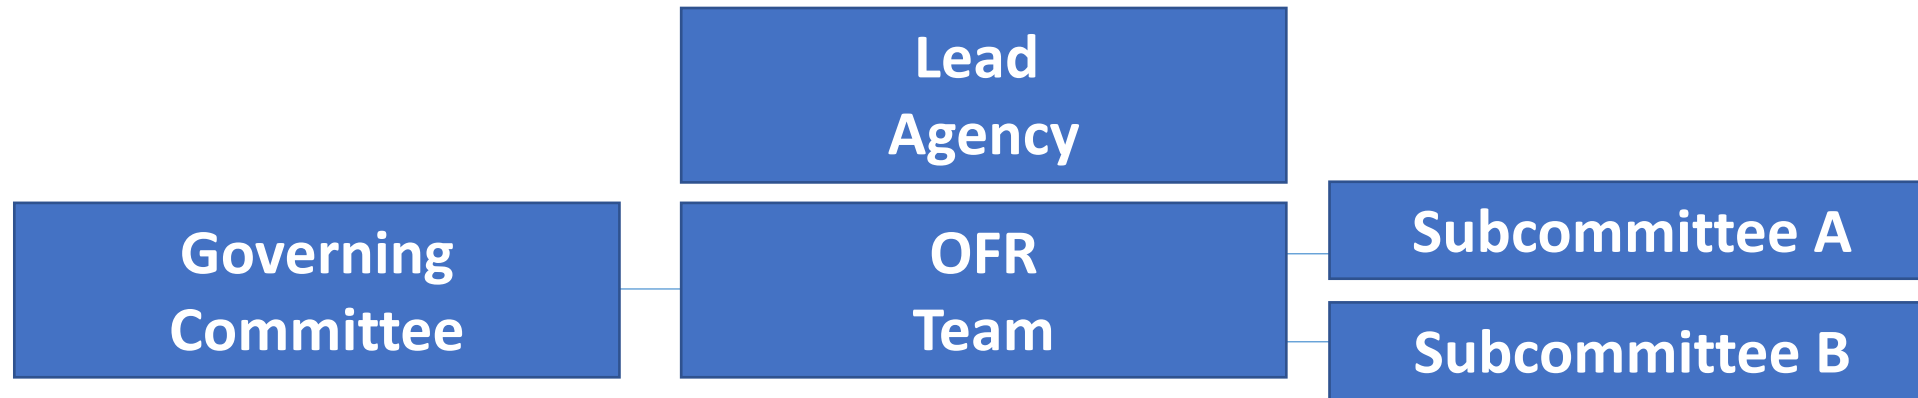 Lead
Agency
Governing
Committee
OFR
Team
Subcommittee A
Subcommittee B